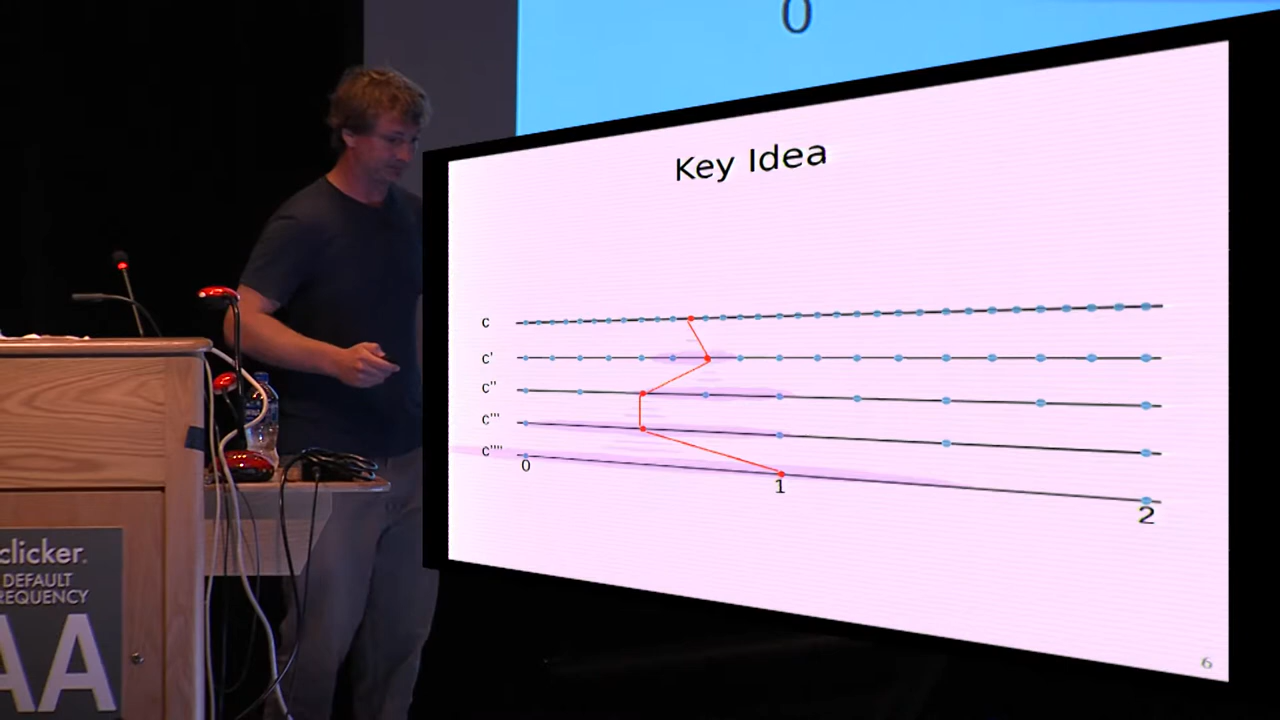 0
Key Idea
c
c'
c''
c'''
c''''
0
1
2
6
clicker.
DEFAULT
REQUENCY
AA